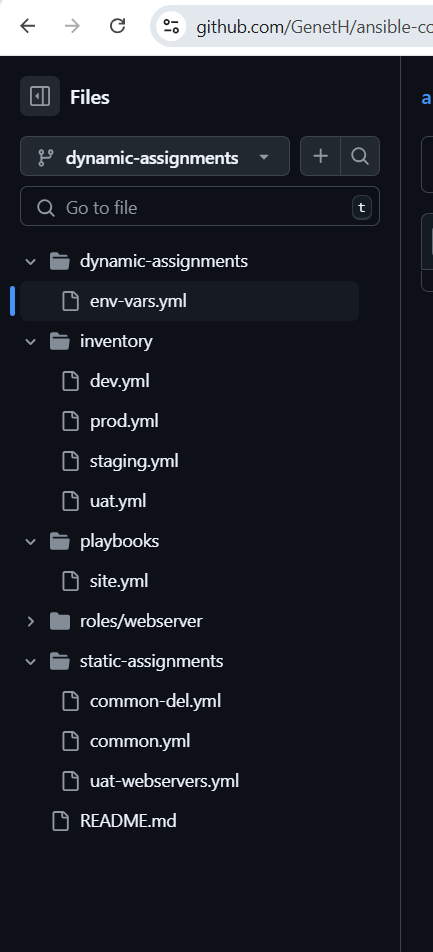 github.com/GenetH/ansible-co
Files
a
dynamic-assignments
Go to file
t
dynamic-assignments
env-vars.yml
inventory
dev.yml
prod.yml
staging.yml
uat.yml
playbooks
site.yml
roles/webserver
static-assignments
common-del.yml
common.yml
uat-webservers.yml
README.md